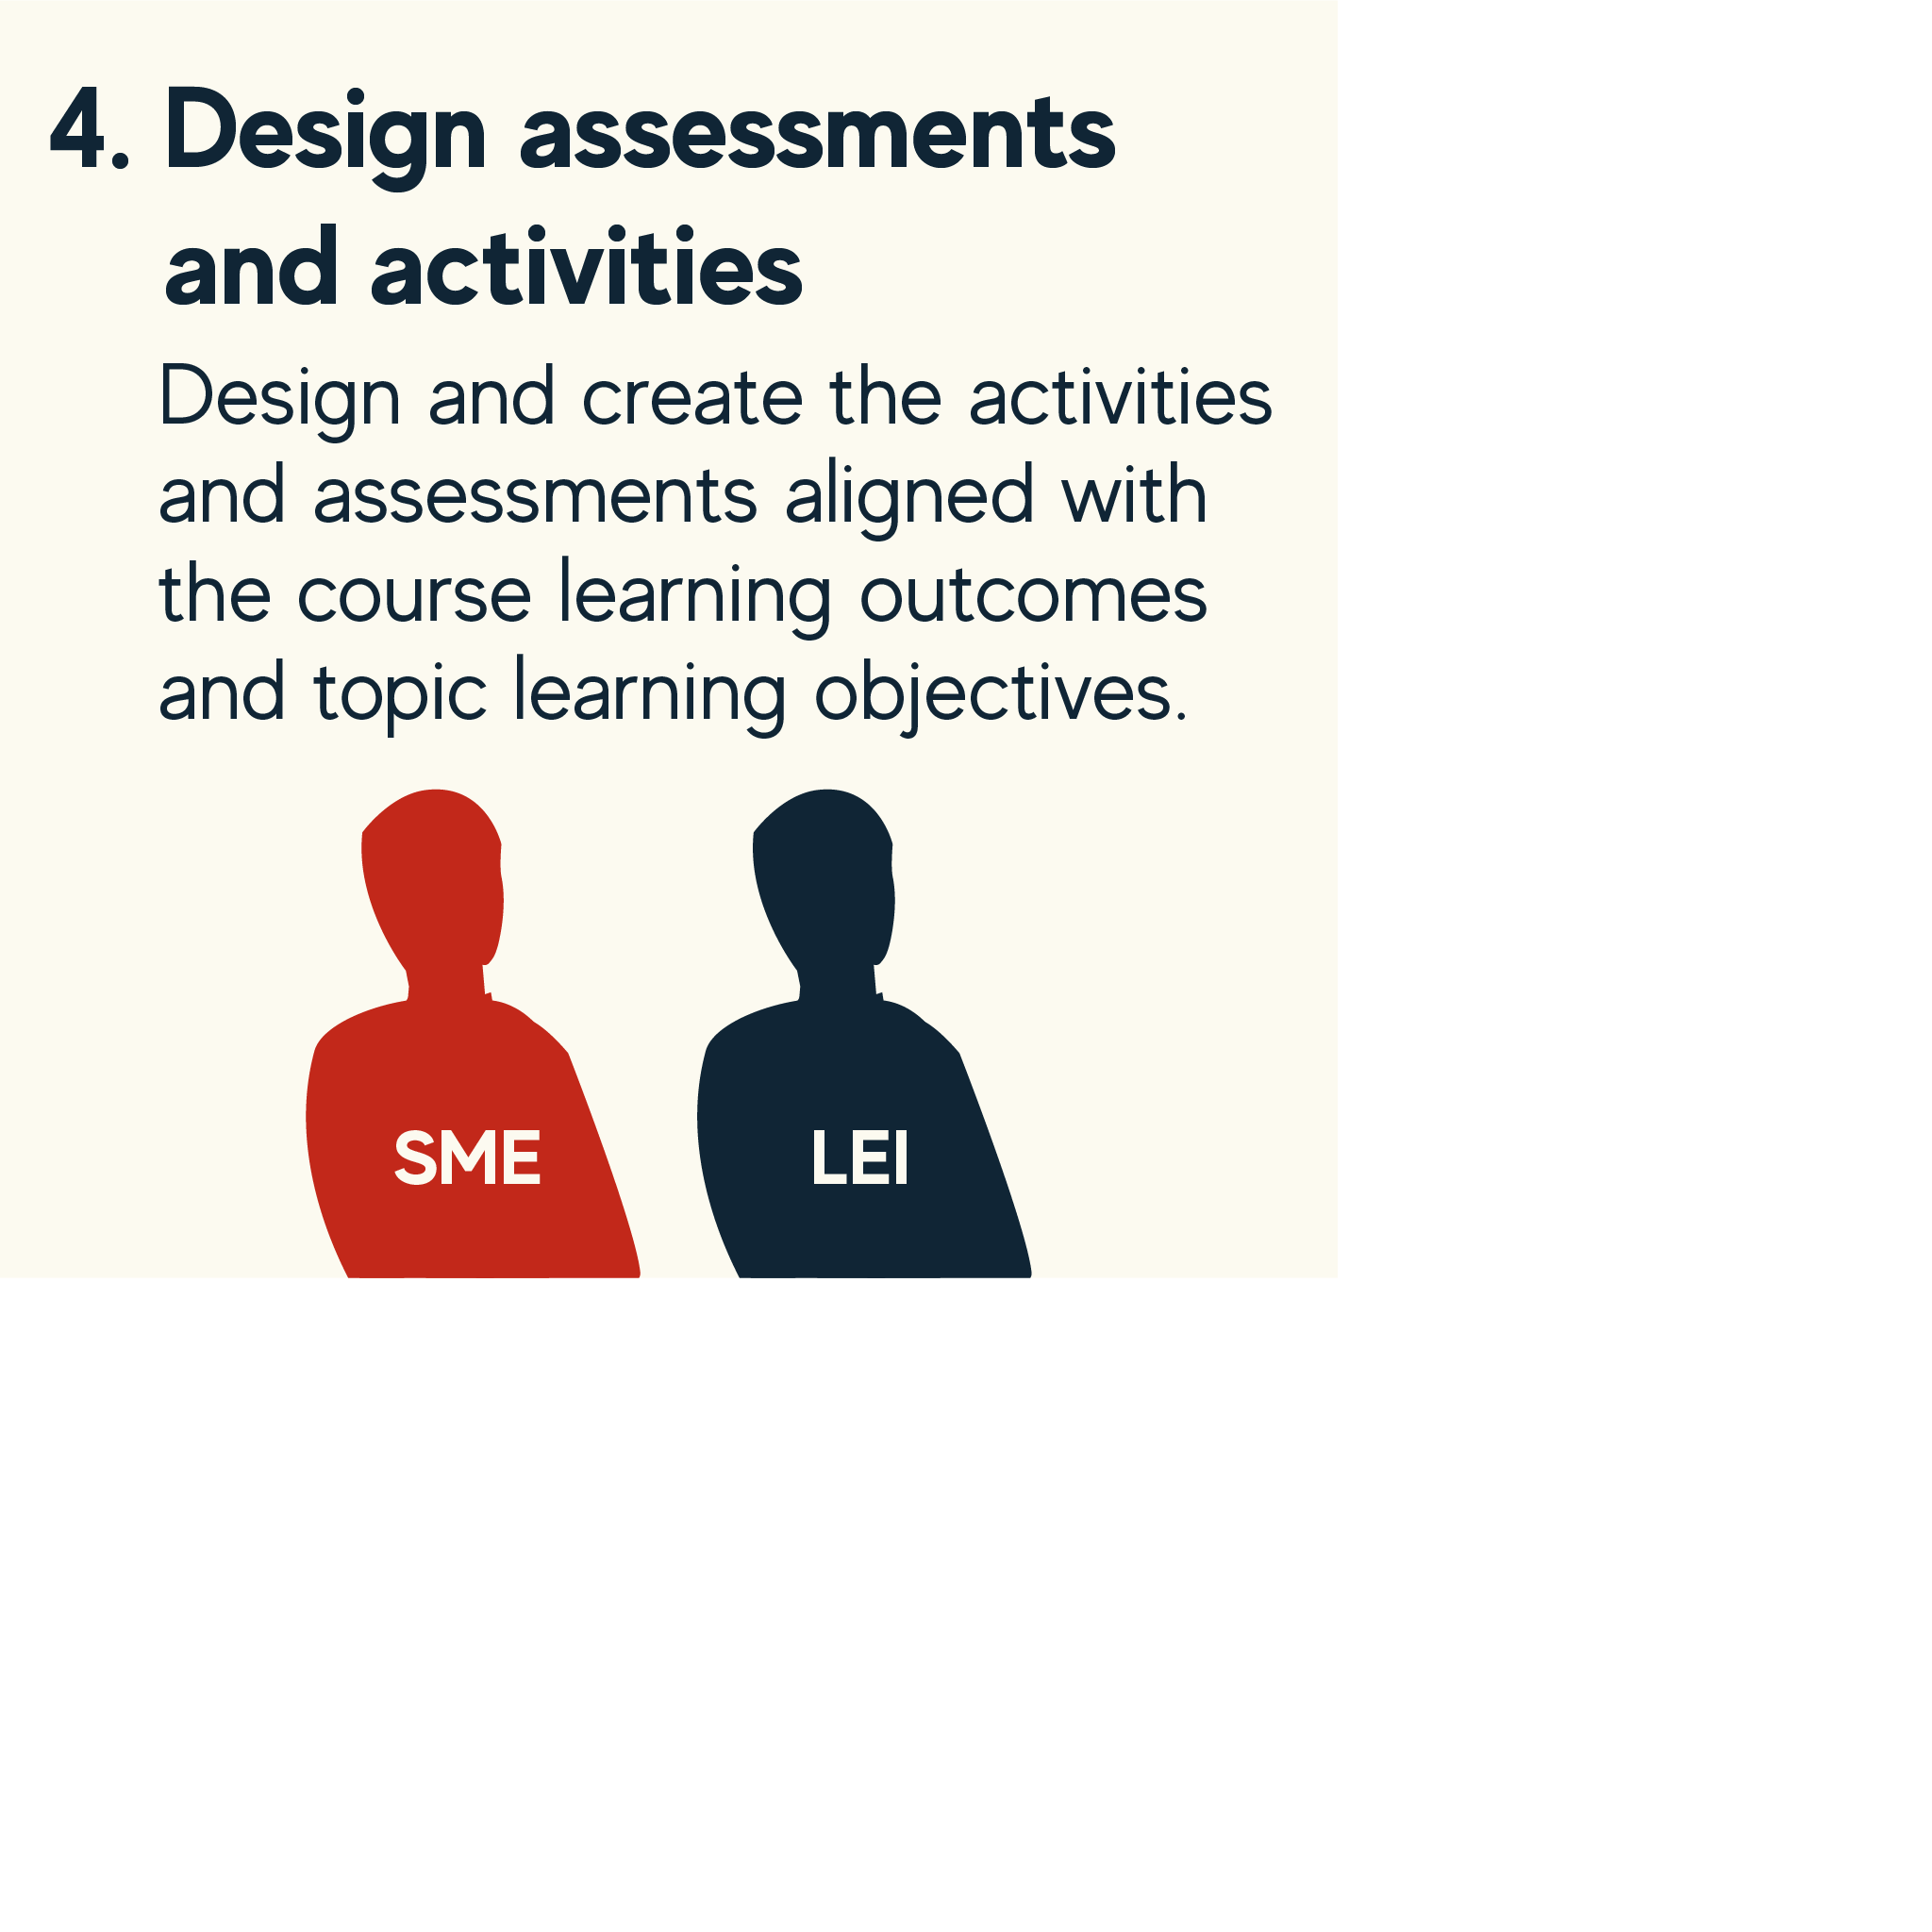 4. Design assessments
and activities
Design and create the activities
and assessments aligned with
the course learning outcomes
and topic learning objectives.
SME
LEI